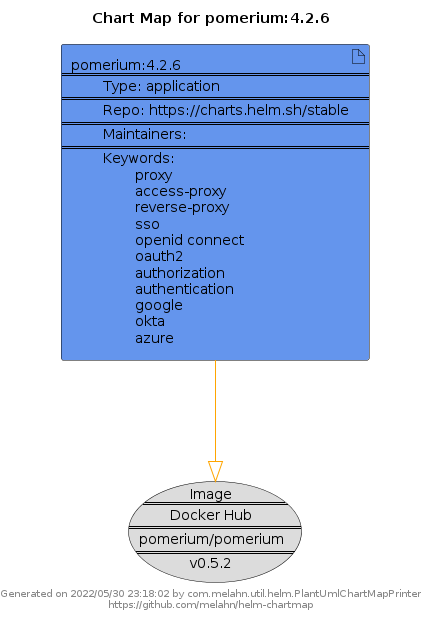 Chart Map for pomerium:4.2.6
pomerium:4.2.6
Type: application
Repo: https://charts.helm.sh/stable
Maintainers:
Keywords:
proxy
access-proxy
reverse-proxy
sso
openid connect
oauth2
authorization
authentication
google
okta
azure
Image
Docker Hub
pomerium/pomerium
v0.5.2
Generated on 2022/05/30 23:18:02 by com.melahn.util.helm.PlantUmlChartMapPrinter
https://github.com/melahn/helm-chartmap